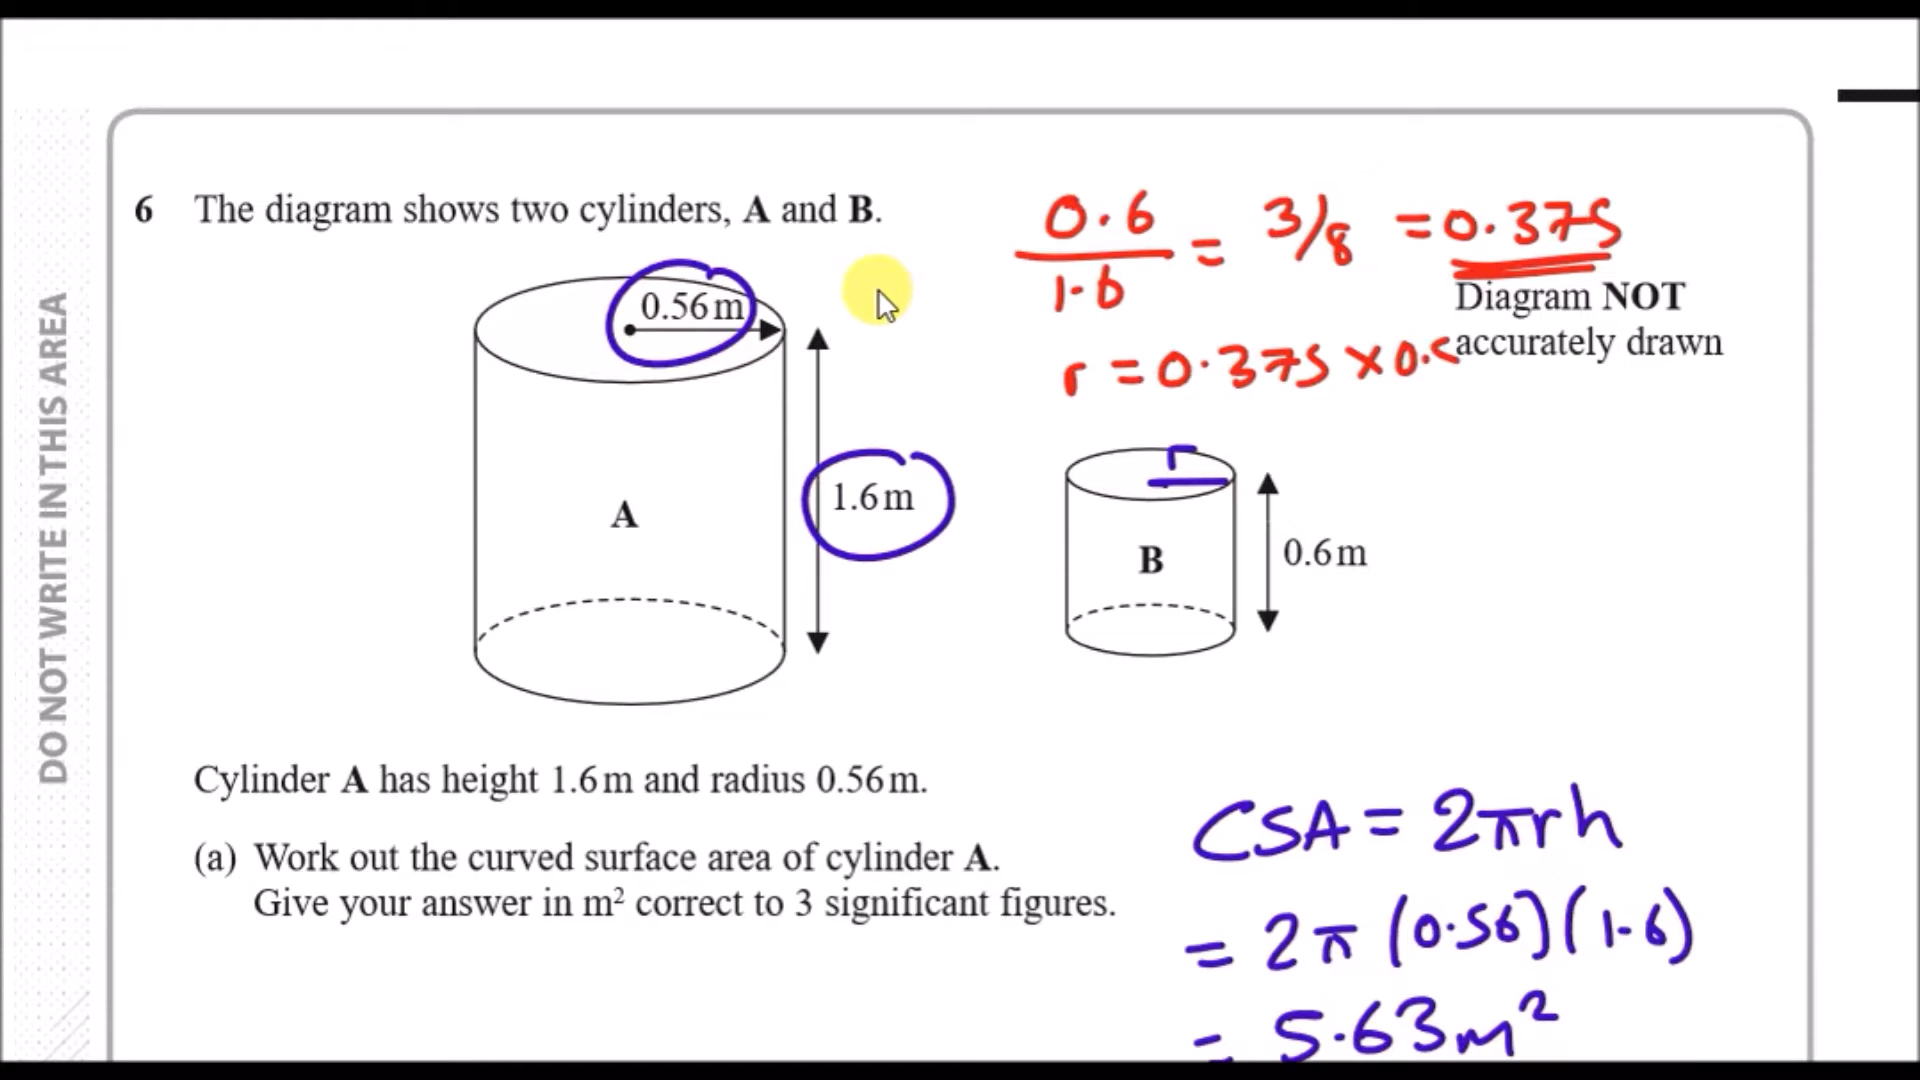 DO NOT WRITE IN THIS AREA
6 The diagram shows two cylinders, A and B.
0.6/1.6 = 3/8 = 0.375
Diagram NOT
accurately drawn
r = 0.375 × 0.5
0.56 m
1.6 m
A
r
B
0.6 m
Cylinder A has height 1.6 m and radius 0.56 m.
(a) Work out the curved surface area of cylinder A.
Give your answer in m² correct to 3 significant figures.
CSA = 2πrh
= 2π (0.56)(1.6)
= 5.63 m²